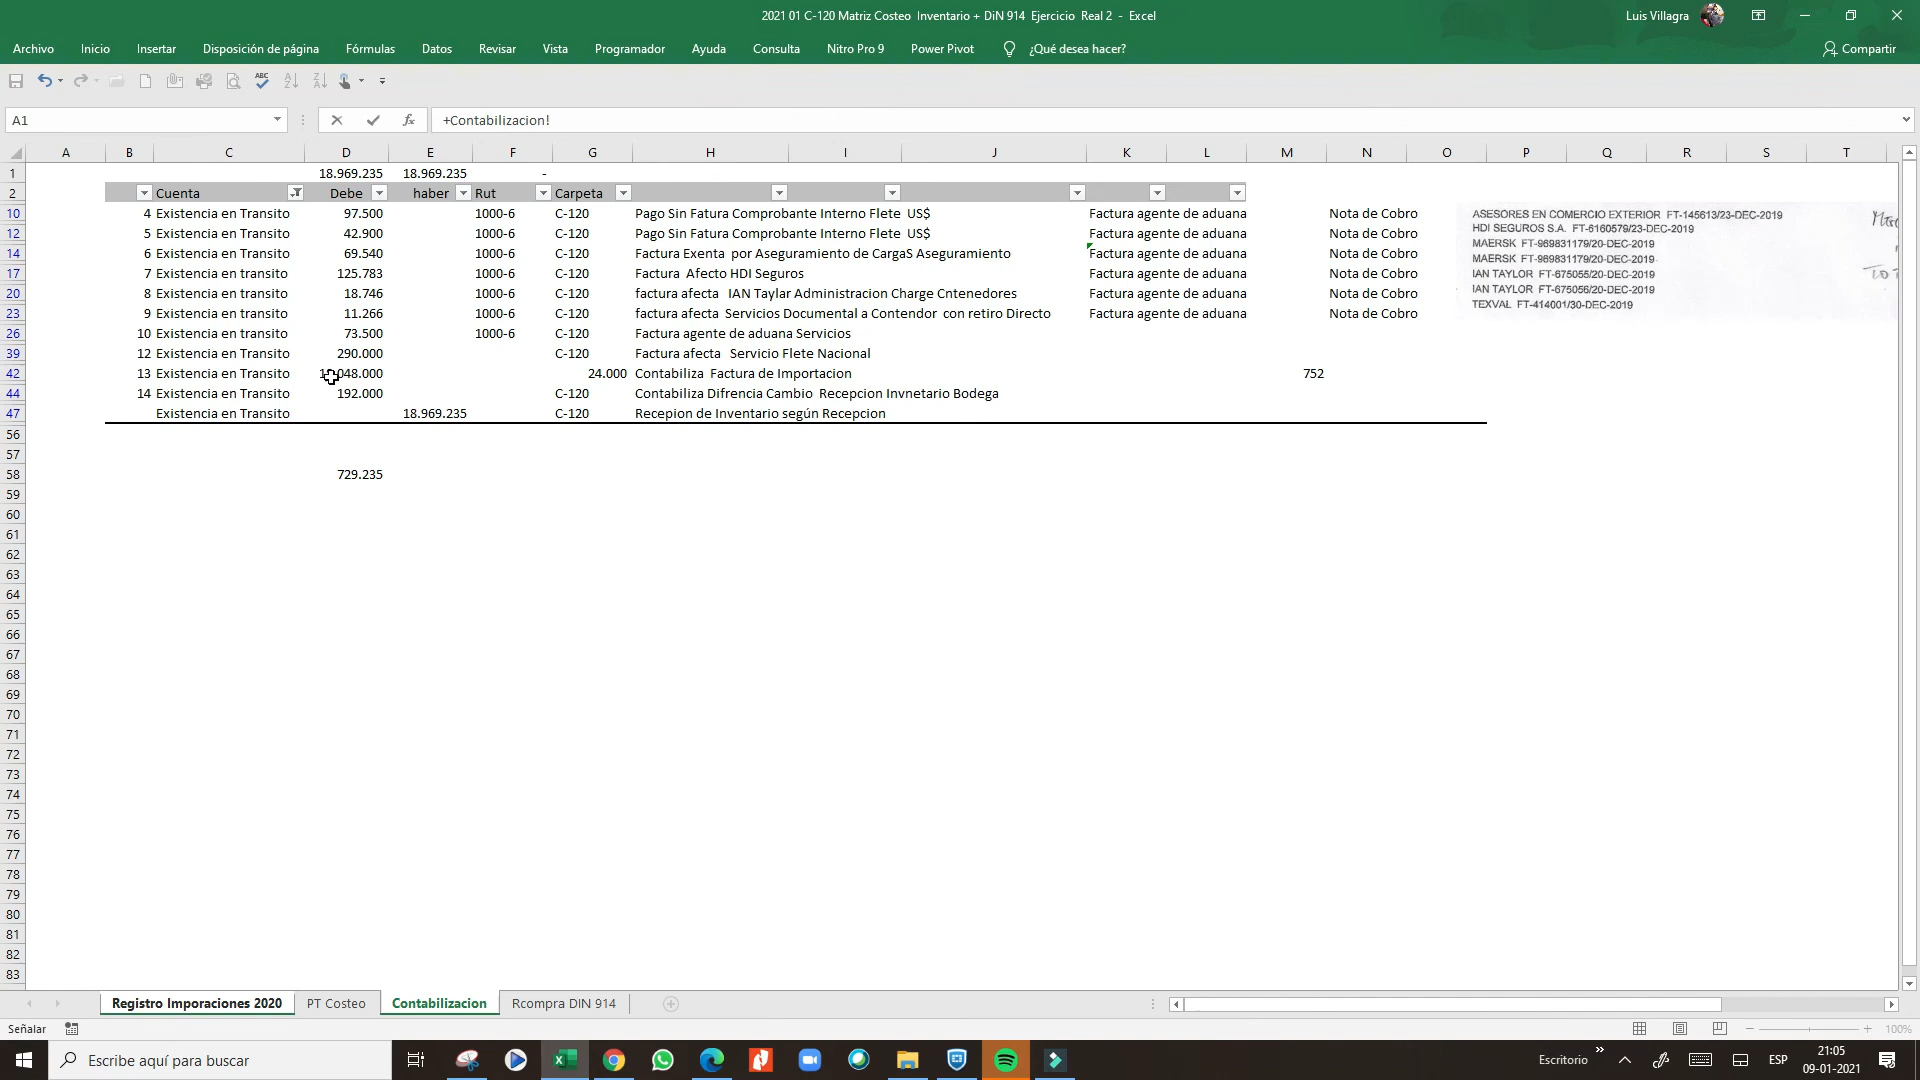 2021 01 C-120 Matriz Costeo Inventario + DiN 914 Ejercicio Real 2 - Excel
Luis Villagra
Archivo Inicio Insertar Disposición de página Fórmulas Datos Revisar Vista Programador Ayuda Consulta Nitro Pro 9 Power Pivot ¿Qué desea hacer? Compartir
A1 fx +Contabilizacion!
A B C D E F G H I J K L M N O P Q R S T
1 18.969.235 18.969.235 -
2 Cuenta Debe haber Rut Carpeta
10 4 Existencia en Transito 97.500 1000-6 C-120 Pago Sin Fatura Comprobante Interno Flete US$ Factura agente de aduana Nota de Cobro
12 5 Existencia en Transito 42.900 1000-6 C-120 Pago Sin Fatura Comprobante Interno Flete US$ Factura agente de aduana Nota de Cobro
14 6 Existencia en Transito 69.540 1000-6 C-120 Factura Exenta por Aseguramiento de CargaS Aseguramiento Factura agente de aduana Nota de Cobro
17 7 Existencia en transito 125.783 1000-6 C-120 Factura Afecto HDI Seguros Factura agente de aduana Nota de Cobro
20 8 Existencia en transito 18.746 1000-6 C-120 factura afecta IAN Taylar Administracion Charge Cntenedores Factura agente de aduana Nota de Cobro
23 9 Existencia en transito 11.266 1000-6 C-120 factura afecta Servicios Documental a Contendor con retiro Directo Factura agente de aduana Nota de Cobro
26 10 Existencia en transito 73.500 1000-6 C-120 Factura agente de aduana Servicios
39 12 Existencia en Transito 290.000 C-120 Factura afecta Servicio Flete Nacional
42 13 Existencia en Transito 048.000 24.000 Contabiliza Factura de Importacion 752
44 14 Existencia en Transito 192.000 C-120 Contabiliza Difrencia Cambio Recepcion Invnetario Bodega
47 Existencia en Transito 18.969.235 C-120 Recepion de Inventario según Recepcion
ASESORES EN COMERCIO EXTERIOR FT-145613/23-DEC-2019
HDI SEGUROS S.A. FT-6160579/23-DEC-2019
MAERSK FT-969831179/20-DEC-2019
MAERSK FT-989831179/20-DEC-2019
IAN TAYLOR FT-675055/20-DEC-2019
IAN TAYLOR FT-675056/20-DEC-2019
TEXVAL FT-414001/30-DEC-2019
56
57
58 729.235
59
60
61
62
63
64
65
66
67
68
69
70
71
72
73
74
75
76
77
78
79
80
81
82
83
Registro Imporaciones 2020 PT Costeo Contabilizacion Rcompra DIN 914
Señalar 100%
Escribe aquí para buscar Escritorio ESP 21:05
09-01-2021